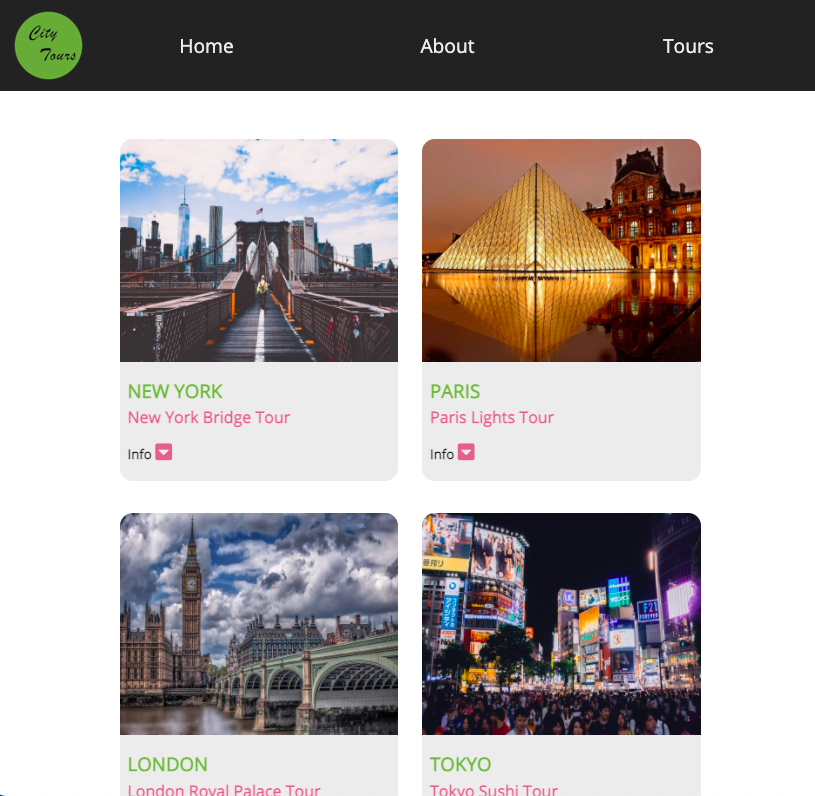 City
Tours
Home
About
Tours
NEW YORK
New York Bridge Tour
Info
PARIS
Paris Lights Tour
Info
LONDON
London Royal Palace Tour
TOKYO
Tokyo Sushi Tour